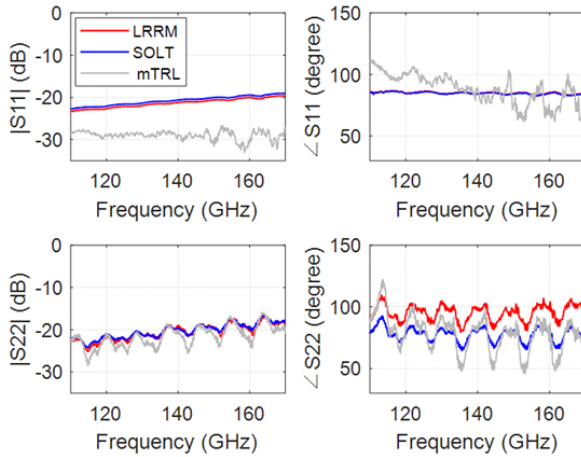 0
-10
-20
-30
|S11| (dB)
LRRM
SOLT
mTRL
120 140 160
Frequency (GHz)
150
100
50
∠ S11 (degree)
120 140 160
Frequency (GHz)
0
-10
-20
-30
|S22| (dB)
120 140 160
Frequency (GHz)
150
100
50
∠ S22 (degree)
120 140 160
Frequency (GHz)